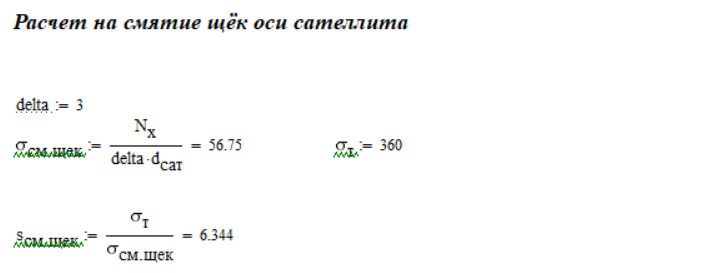 Расчет на смятие щёк оси сателлита
delta := 3
σсм.щек := Nx / (delta·dсат) = 56.75 σт := 360
sсм.щек := σт / σсм.щек = 6.344